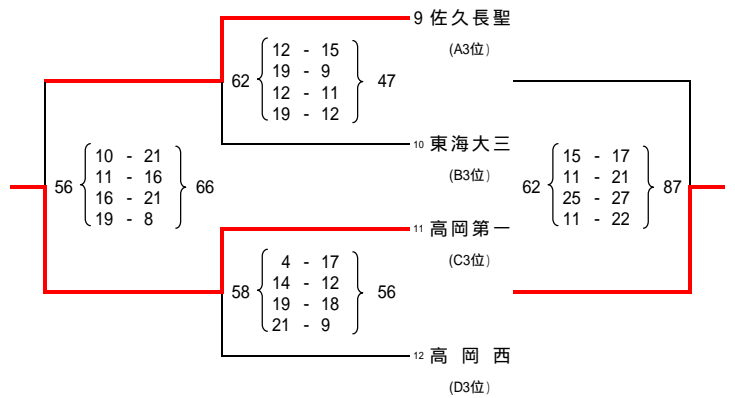 9 佐久長聖
(A3位)
62 12 - 15 47
19 - 9
12 - 11
19 - 12
10 東海大三
(B3位)
56 10 - 21 66
11 - 16
16 - 21
19 - 8
62 15 - 17 87
11 - 21
25 - 27
11 - 22
11 高岡第一
(C3位)
58 4 - 17 56
14 - 12
19 - 18
21 - 9
12 高岡西
(D3位)